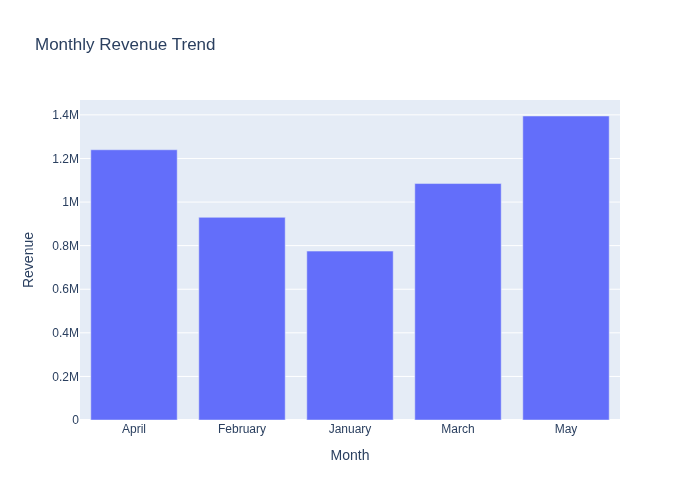 Monthly Revenue Trend
1.4M
1.2M
1M
0.8M
0.6M
0.4M
0.2M
0
Revenue
April February January March May
Month